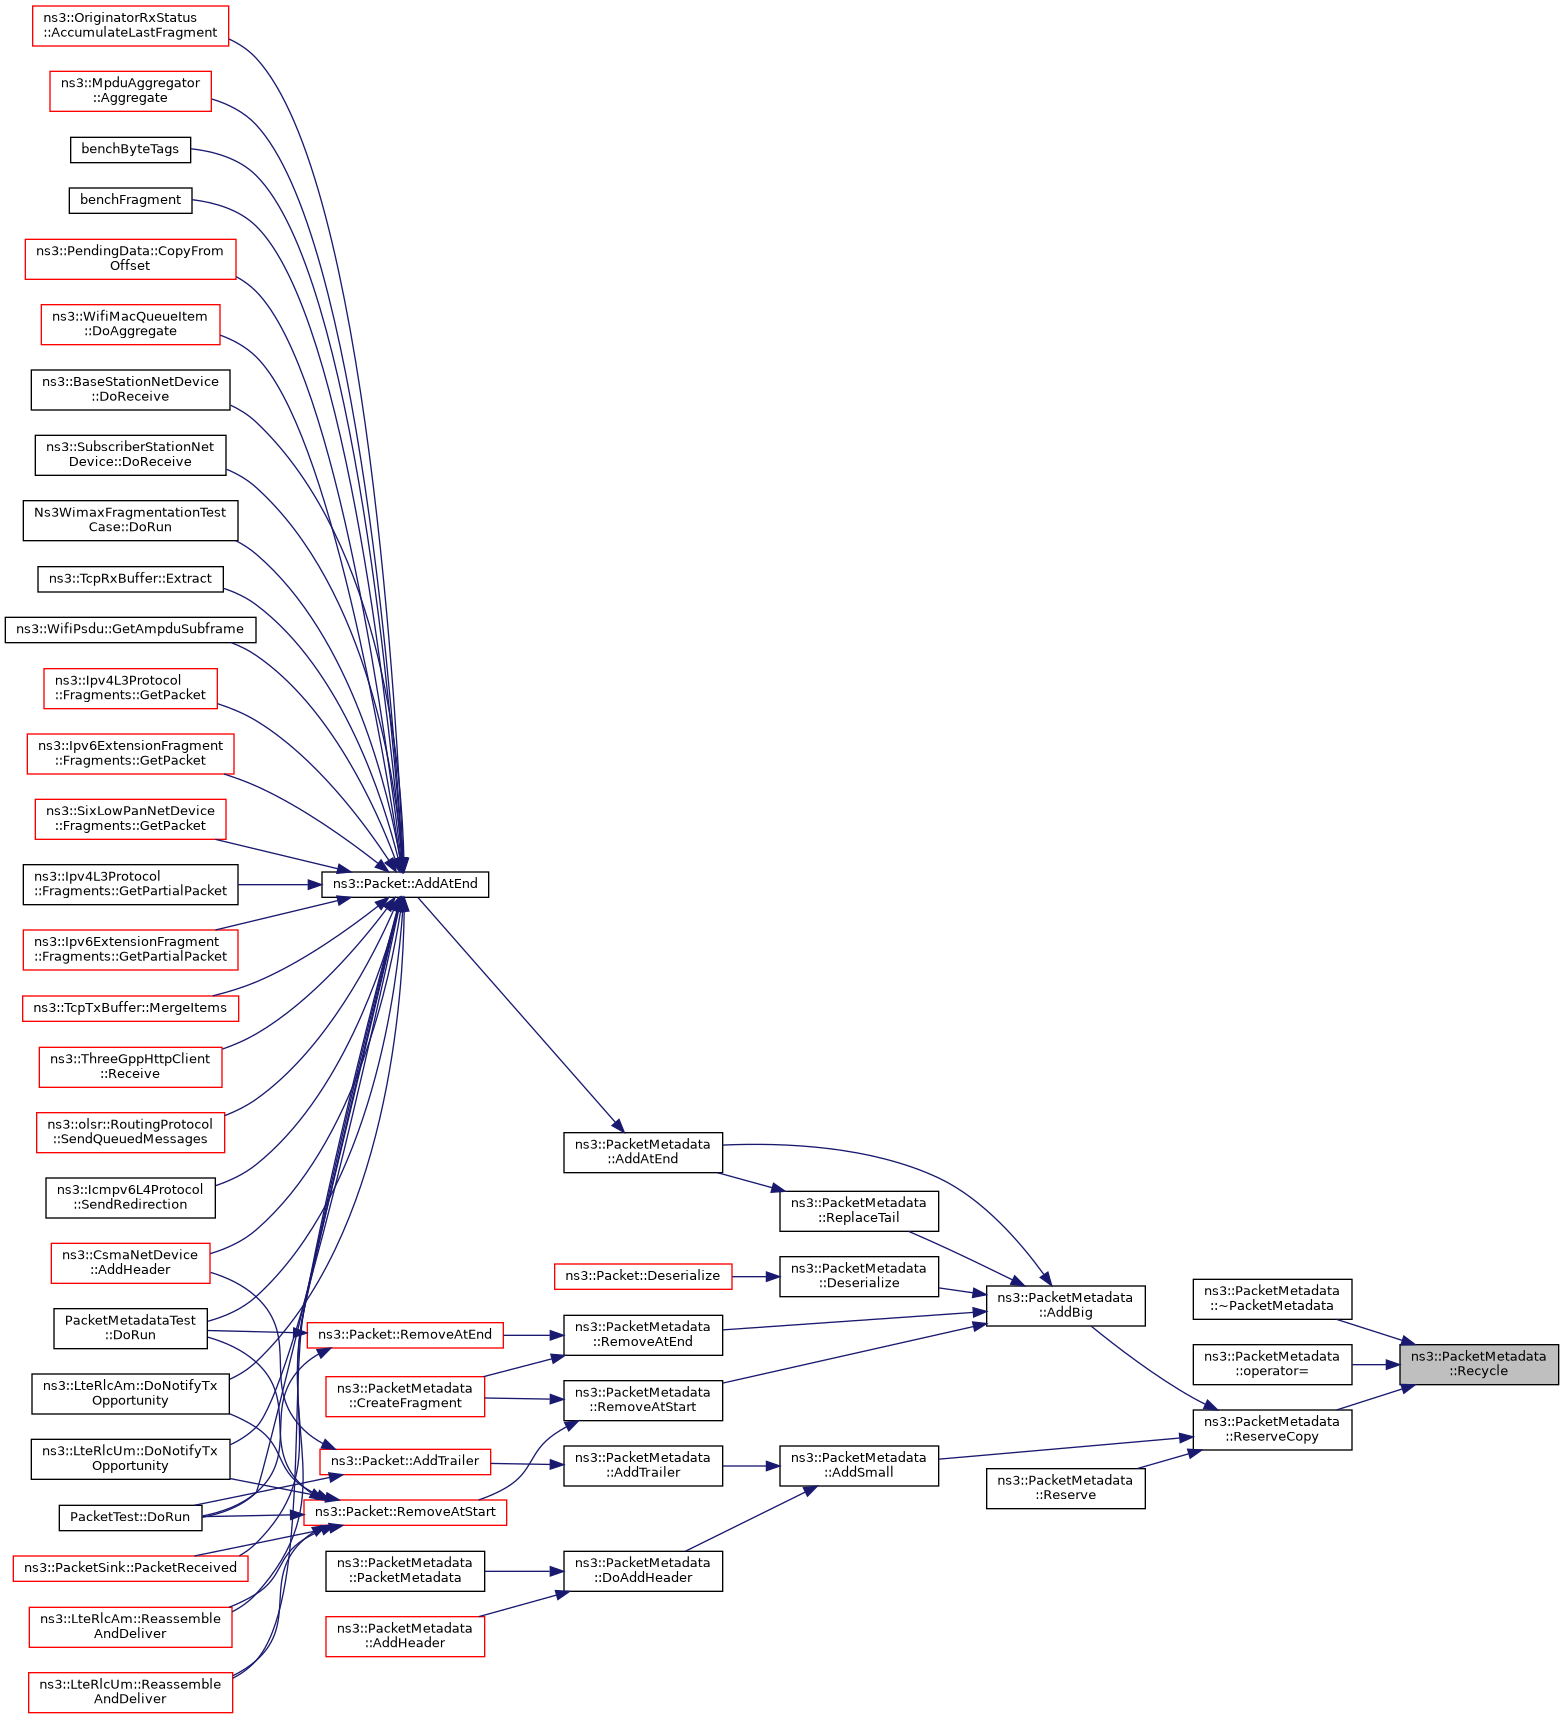 ns3::OriginatorRxStatus
::AccumulateLastFragment
ns3::MpduAggregator
::Aggregate
benchByteTags
benchFragment
ns3::PendingData::CopyFrom
Offset
ns3::WifiMacQueueItem
::DoAggregate
ns3::BaseStationNetDevice
::DoReceive
ns3::SubscriberStationNet
Device::DoReceive
Ns3WimaxFragmentationTest
Case::DoRun
ns3::TcpRxBuffer::Extract
ns3::WifiPsdu::GetAmpduSubframe
ns3::Ipv4L3Protocol
::Fragments::GetPacket
ns3::Ipv6ExtensionFragment
::Fragments::GetPacket
ns3::SixLowPanNetDevice
::Fragments::GetPacket
ns3::Ipv4L3Protocol
::Fragments::GetPartialPacket
ns3::Ipv6ExtensionFragment
::Fragments::GetPartialPacket
ns3::TcpTxBuffer::MergeItems
ns3::ThreeGppHttpClient
::Receive
ns3::olsr::RoutingProtocol
::SendQueuedMessages
ns3::Icmpv6L4Protocol
::SendRedirection
ns3::CsmaNetDevice
::AddHeader
PacketMetadataTest
::DoRun
ns3::LteRlcAm::DoNotifyTx
Opportunity
ns3::LteRlcUm::DoNotifyTx
Opportunity
PacketTest::DoRun
ns3::PacketSink::PacketReceived
ns3::LteRlcAm::Reassemble
AndDeliver
ns3::LteRlcUm::Reassemble
AndDeliver
ns3::Packet::AddAtEnd
ns3::Packet::RemoveAtEnd
ns3::PacketMetadata
::CreateFragment
ns3::Packet::AddTrailer
ns3::Packet::RemoveAtStart
ns3::PacketMetadata
::PacketMetadata
ns3::PacketMetadata
::AddHeader
ns3::PacketMetadata
::AddAtEnd
ns3::Packet::Deserialize
ns3::PacketMetadata
::RemoveAtEnd
ns3::PacketMetadata
::RemoveAtStart
ns3::PacketMetadata
::AddTrailer
ns3::PacketMetadata
::DoAddHeader
ns3::PacketMetadata
::ReplaceTail
ns3::PacketMetadata
::Deserialize
ns3::PacketMetadata
::AddSmall
ns3::PacketMetadata
::AddBig
ns3::PacketMetadata
::Reserve
ns3::PacketMetadata
::~PacketMetadata
ns3::PacketMetadata
::operator=
ns3::PacketMetadata
::ReserveCopy
ns3::PacketMetadata
::Recycle